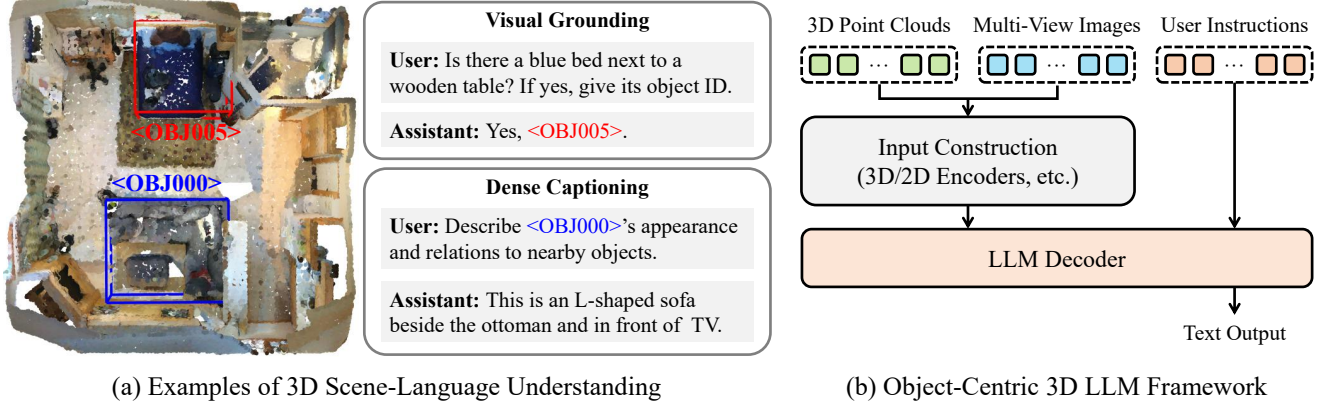 <OBJ005>
<OBJ000>
Visual Grounding
User: Is there a blue bed next to a
wooden table? If yes, give its object ID.
Assistant: Yes, <OBJ005>.
Dense Captioning
User: Describe <OBJ000>’s appearance
and relations to nearby objects.
Assistant: This is an L-shaped sofa
beside the ottoman and in front of TV.
(a) Examples of 3D Scene-Language Understanding
3D Point Clouds
Multi-View Images
User Instructions
...
...
...
Input Construction
(3D/2D Encoders, etc.)
LLM Decoder
Text Output
(b) Object-Centric 3D LLM Framework